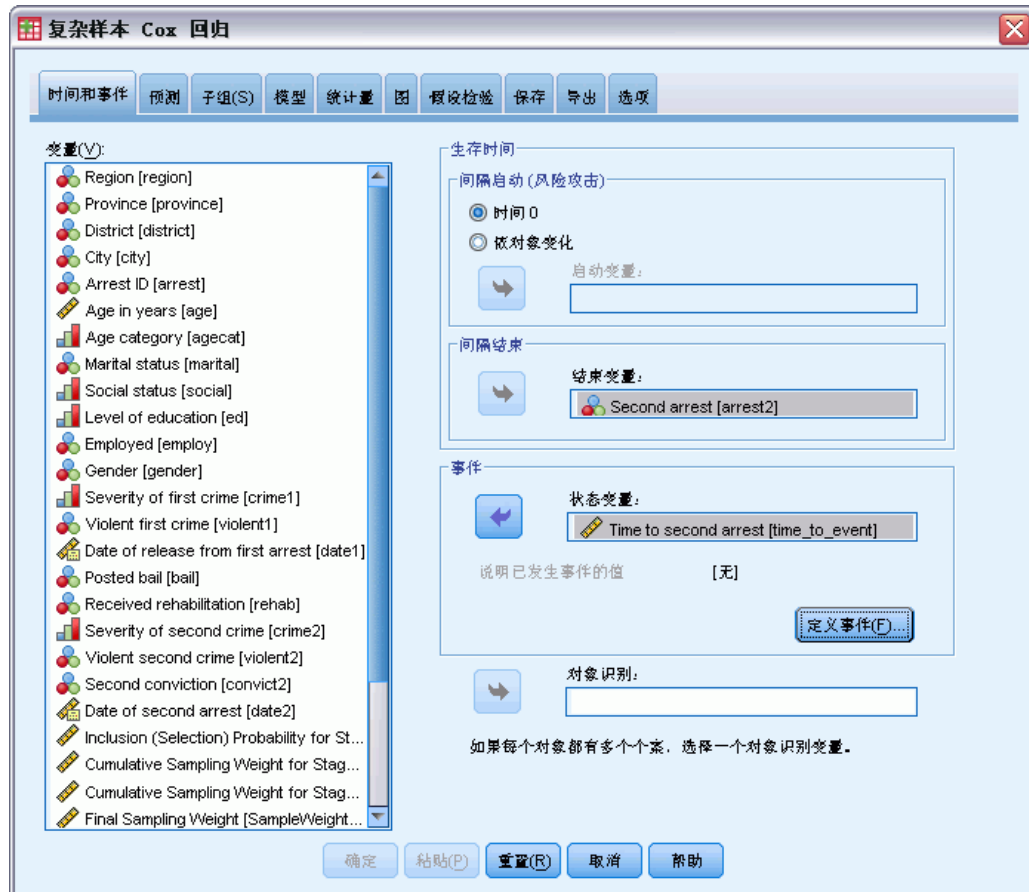 复杂样本 Cox 回归
时间和事件 预测 子组(S) 模型 统计量 图 假设检验 保存 导出 选项
变量(V):
Region [region]
Province [province]
District [district]
City [city]
Arrest ID [arrest]
Age in years [age]
Age category [agecat]
Marital status [marital]
Social status [social]
Level of education [ed]
Employed [employ]
Gender [gender]
Severity of first crime [crime1]
Violent first crime [violent1]
Date of release from first arrest [date1]
Posted bail [bail]
Received rehabilitation [rehab]
Severity of second crime [crime2]
Violent second crime [violent2]
Second conviction [convict2]
Date of second arrest [date2]
Inclusion (Selection) Probability for St...
Cumulative Sampling Weight for Stag...
Cumulative Sampling Weight for Stag...
Final Sampling Weight [SampleWeight...
生存时间
间隔启动(风险攻击)
时间 0
依对象变化
启动变量:
间隔结束
结束变量:
Second arrest [arrest2]
事件
状态变量:
Time to second arrest [time_to_event]
说明已发生事件的值 [无]
定义事件(F)...
对象识别:
如果每个对象都有多个个案，选择一个对象识别变量。
确定 粘贴(P) 重置(R) 取消 帮助